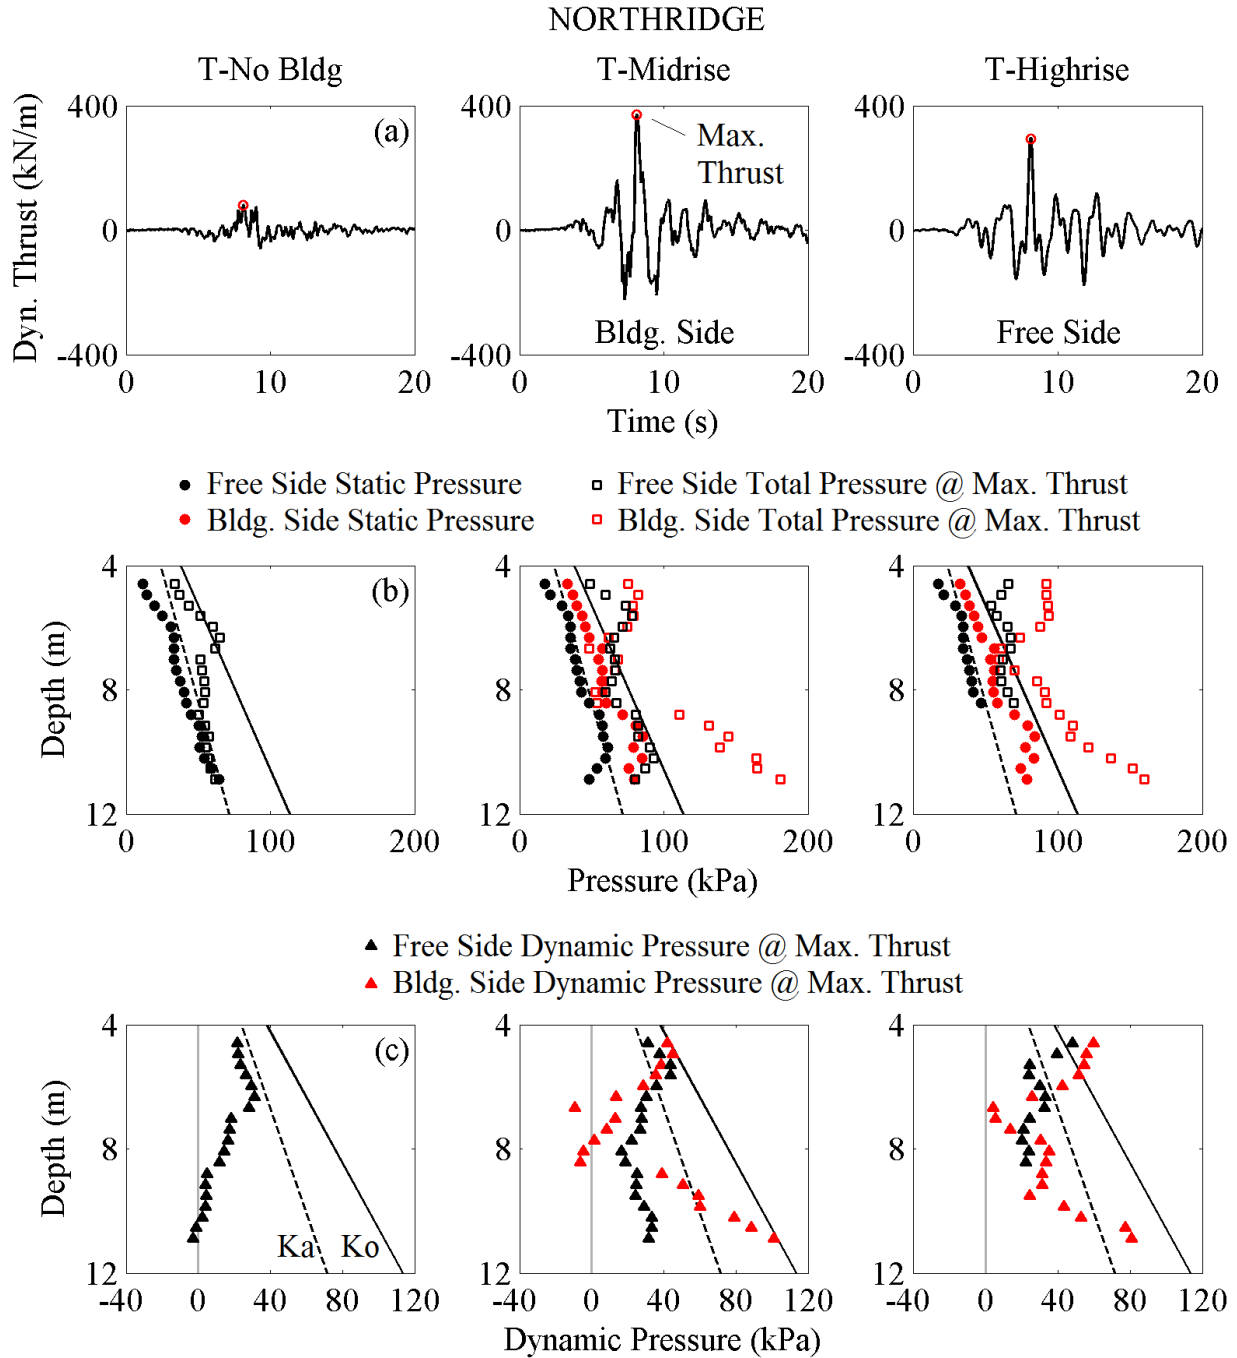 NORTHRIDGE
T-No Bldg T-Midrise T-Highrise
400 400 400
(a) Max.
Thrust
Dyn. Thrust (kN/m)
0 0 0
Bldg. Side Free Side
-400 -400 -400
0 10 20 0 10 20 0 10 20
Time (s)
Free Side Static Pressure Free Side Total Pressure @ Max. Thrust
Bldg. Side Static Pressure Bldg. Side Total Pressure @ Max. Thrust
4 4 4
(b)
Depth (m)
8 8 8
12 12 12
0 100 200 0 100 200 0 100 200
Pressure (kPa)
Free Side Dynamic Pressure @ Max. Thrust
Bldg. Side Dynamic Pressure @ Max. Thrust
4 4 4
(c)
Depth (m)
8 8 8
Ka Ko
12 12 12
-40 0 40 80 120 -40 0 40 80 120 -40 0 40 80 120
Dynamic Pressure (kPa)